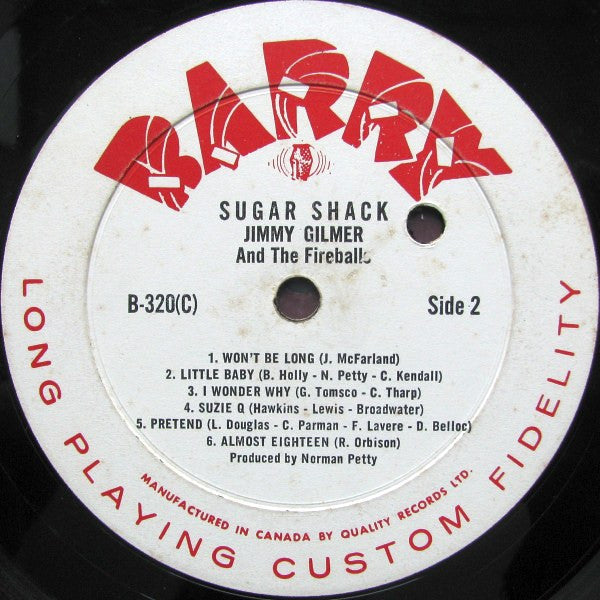 BARRY
SUGAR SHACK
JIMMY GILMER
And The Fireballs
B-320(C)
Side 2
1. WON'T BE LONG (J. McFarland)
2. LITTLE BABY (B. Holly - N. Petty - C. Kendall)
3. I WONDER WHY (G. Tomsco - C. Tharp)
4. SUZIE Q (Hawkins - Lewis - Broadwater)
5. PRETEND (L. Douglas - C. Parman - F. Lavere - D. Belloc)
6. ALMOST EIGHTEEN (R. Orbison)
Produced by Norman Petty
MANUFACTURED IN CANADA BY QUALITY RECORDS LTD.
LONG PLAYING CUSTOM FIDELITY